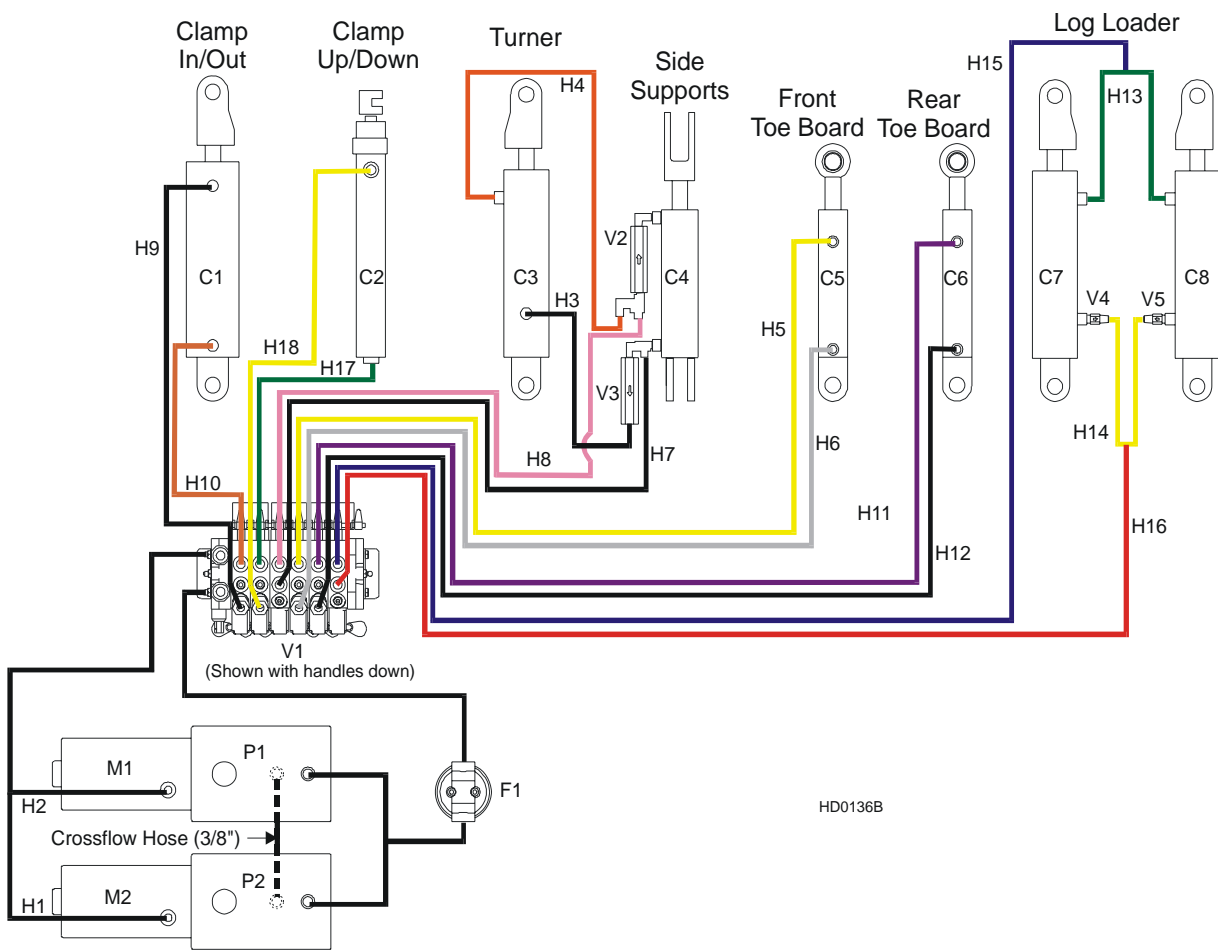 Clamp
In/Out
Clamp
Up/Down
Turner
Side
Supports
Front
Toe Board
Rear
Toe Board
Log Loader
H15
H4
H13
H9
C1
C2
C3
V2
C4
C5
C6
C7
C8
V4
V5
H3
H5
H18
H17
V3
H14
H8
H7
H6
H10
H11
H12
H16
V1
(Shown with handles down)
P1
M1
F1
H2
HD0136B
Crossflow Hose (3/8")
P2
M2
H1